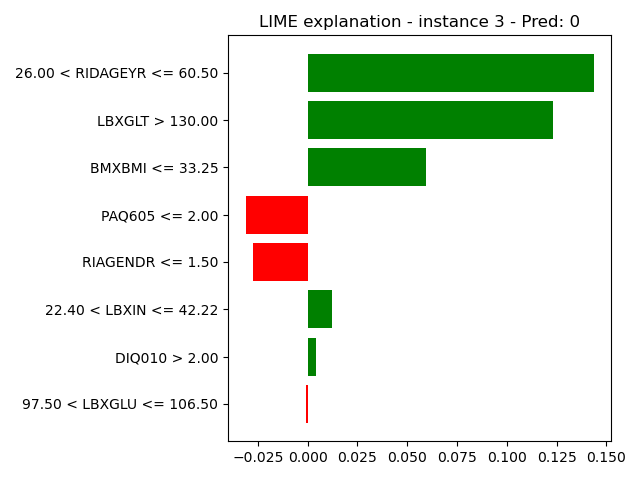 LIME explanation - instance 3 - Pred: 0
26.00 < RIDAGEYR <= 60.50
LBXGLT > 130.00
BMXBMI <= 33.25
PAQ605 <= 2.00
RIAGENDR <= 1.50
22.40 < LBXIN <= 42.22
DIQ010 > 2.00
97.50 < LBXGLU <= 106.50
−0.025 0.000 0.025 0.050 0.075 0.100 0.125 0.150